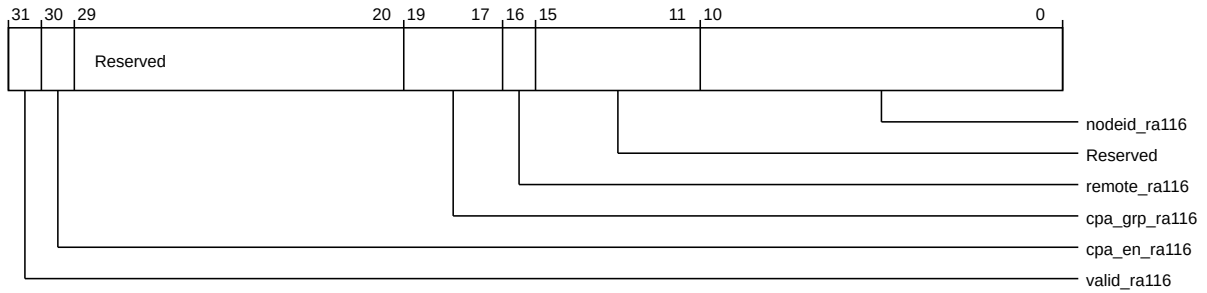 31 30 29 20 19 17 16 15 11 10 0
Reserved
nodeid_ra116
Reserved
remote_ra116
cpa_grp_ra116
cpa_en_ra116
valid_ra116